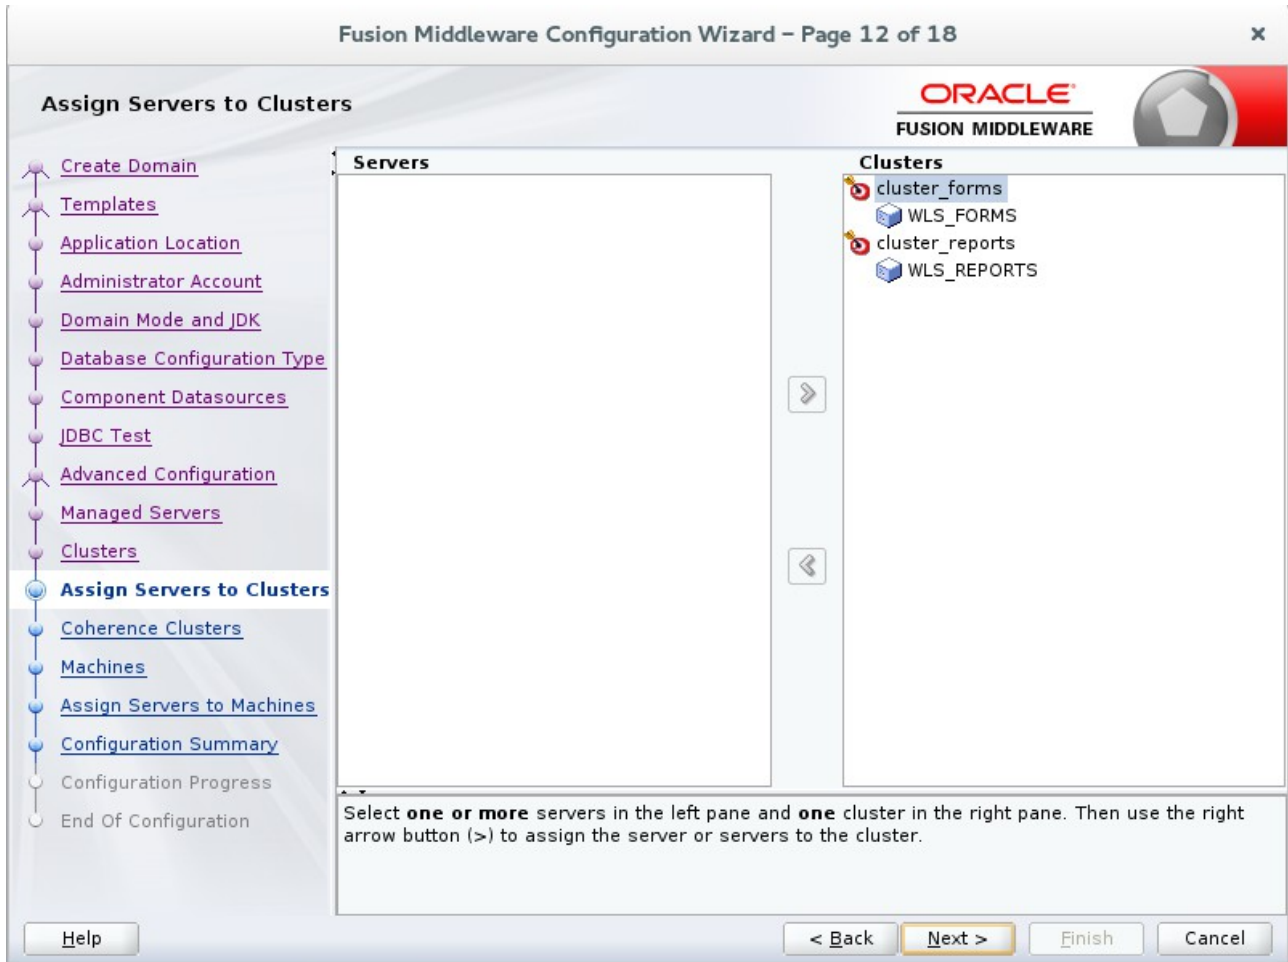 Fusion Middleware Configuration Wizard – Page 12 of 18
Assign Servers to Clusters
ORACLE
FUSION MIDDLEWARE
Create Domain
Templates
Application Location
Administrator Account
Domain Mode and JDK
Database Configuration Type
Component Datasources
JDBC Test
Advanced Configuration
Managed Servers
Clusters
Assign Servers to Clusters
Coherence Clusters
Machines
Assign Servers to Machines
Configuration Summary
Configuration Progress
End Of Configuration
Servers
Clusters
cluster_forms
WLS_FORMS
cluster_reports
WLS_REPORTS
Select one or more servers in the left pane and one cluster in the right pane. Then use the right
arrow button (>) to assign the server or servers to the cluster.
Help
< Back
Next >
Finish
Cancel